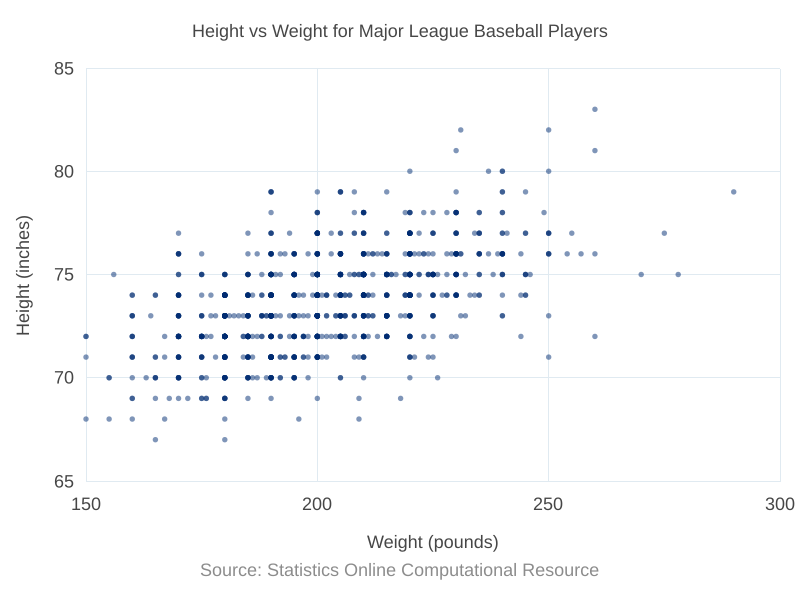 Height vs Weight for Major League Baseball Players
85
80
75
70
65
Height (inches)
150
200
250
300
Weight (pounds)
Source: Statistics Online Computational Resource